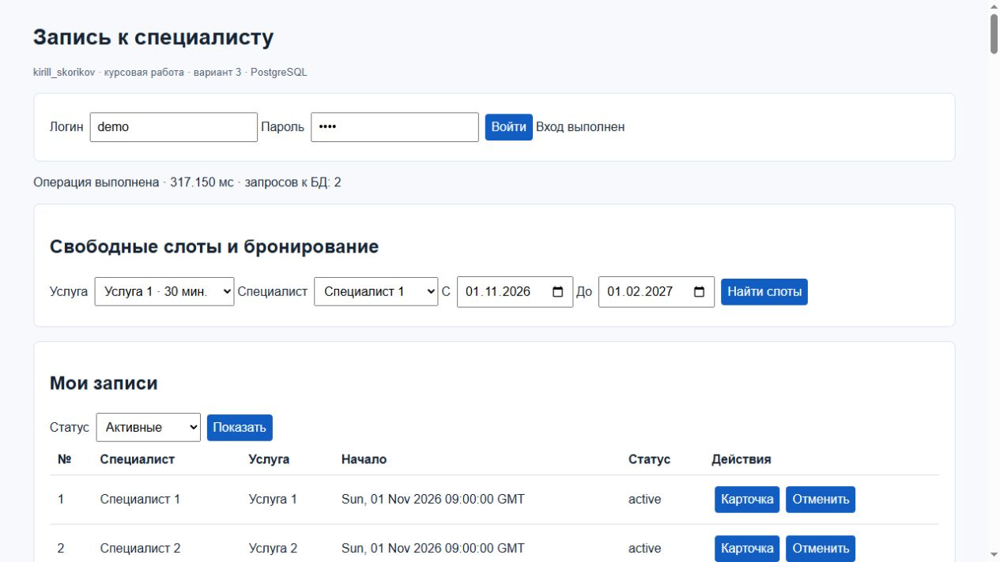 Запись к специалисту
kirill_skorikov · курсовая работа · вариант 3 · PostgreSQL
Логин demo Пароль •••• Войти Вход выполнен
Операция выполнена · 317.150 мс · запросов к БД: 2
Свободные слоты и бронирование
Услуга Услуга 1 · 30 мин. Специалист Специалист 1 С 01.11.2026 До 01.02.2027 Найти слоты
Мои записи
Статус Активные Показать
№ Специалист Услуга Начало Статус Действия
1 Специалист 1 Услуга 1 Sun, 01 Nov 2026 09:00:00 GMT active Карточка Отменить
2 Специалист 2 Услуга 2 Sun, 01 Nov 2026 09:00:00 GMT active Карточка Отменить